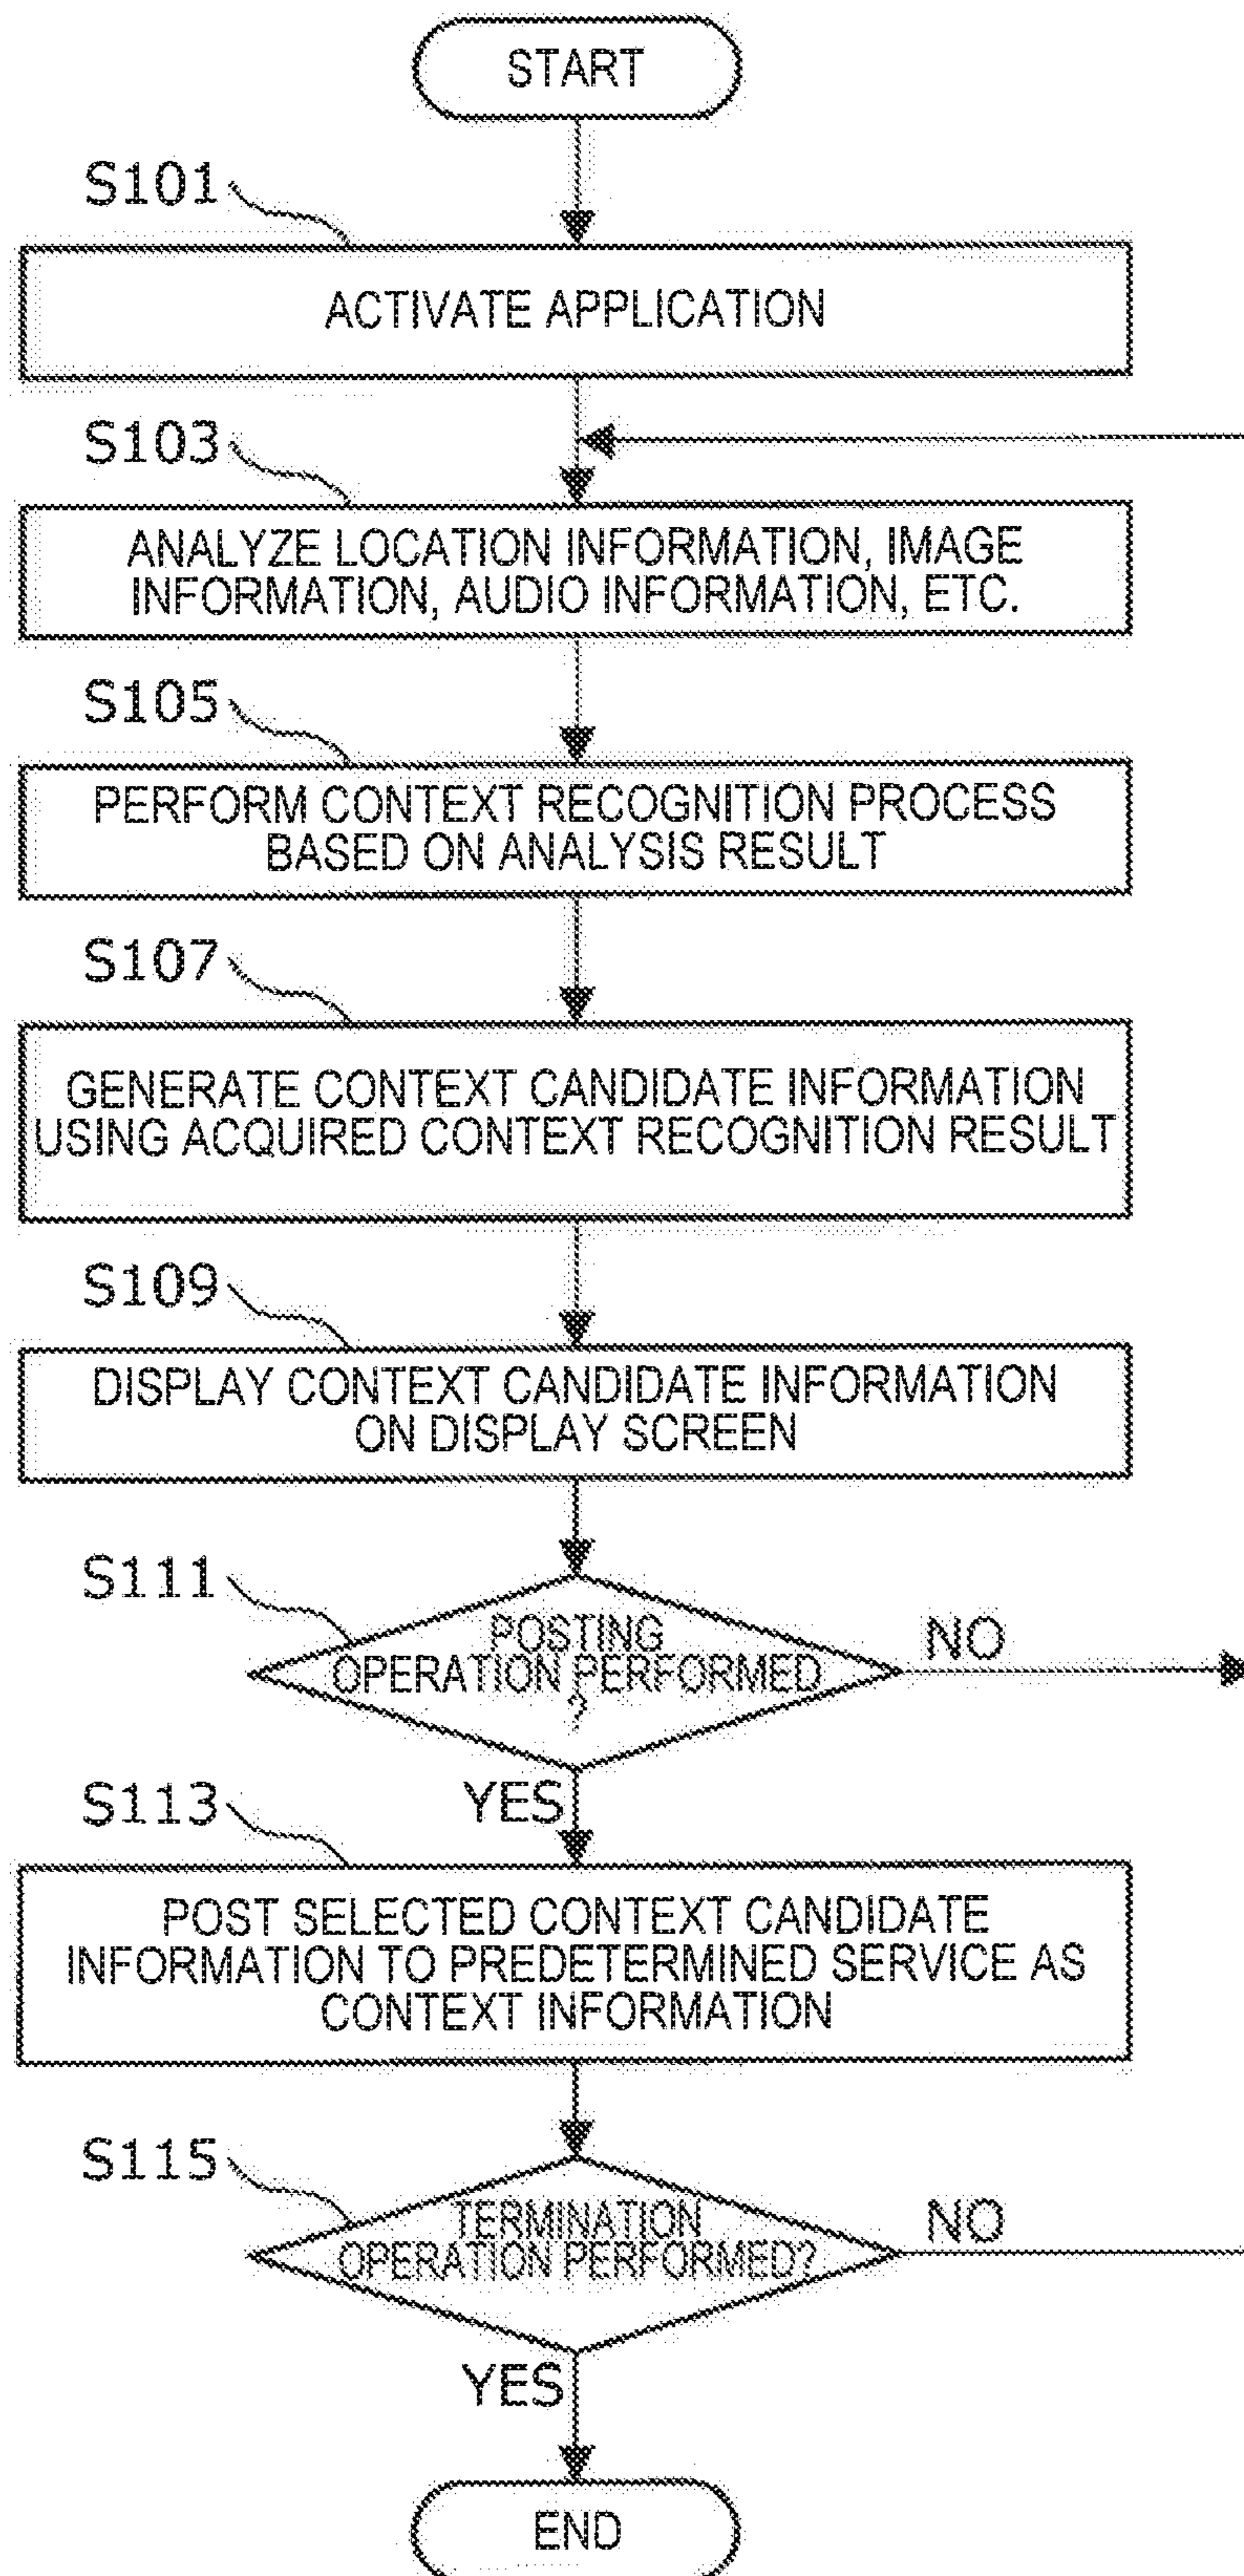 START
S101
ACTIVATE APPLICATION
S103
ANALYZE LOCATION INFORMATION, IMAGE
INFORMATION, AUDIO INFORMATION, ETC.
S105
PERFORM CONTEXT RECOGNITION PROCESS
BASED ON ANALYSIS RESULT
S107
GENERATE CONTEXT CANDIDATE INFORMATION
USING ACQUIRED CONTEXT RECOGNITION RESULT
S109
DISPLAY CONTEXT CANDIDATE INFORMATION
ON DISPLAY SCREEN
S111
POSTING
OPERATION PERFORMED
?
NO
YES
S113
POST SELECTED CONTEXT CANDIDATE
INFORMATION TO PREDETERMINED SERVICE AS
CONTEXT INFORMATION
S115
TERMINATION
OPERATION PERFORMED?
NO
YES
END